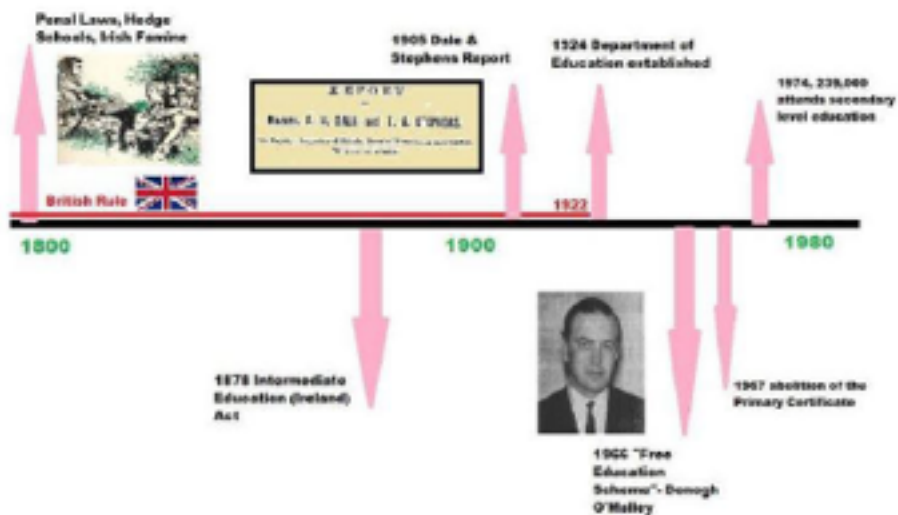 Penal Laws, Hedge
Schools, Irish Famine
1905 Dale &
Stephens Report
1924 Department of
Education established
1974, 239,000
attends secondary
level education
REPORT
British Rule
1922
1800
1900
1980
1878 Intermediate
Education (Ireland)
Act
1967 abolition of the
Primary Certificate
1966 "Free
Education
Scheme"- Donogh
O'Malley